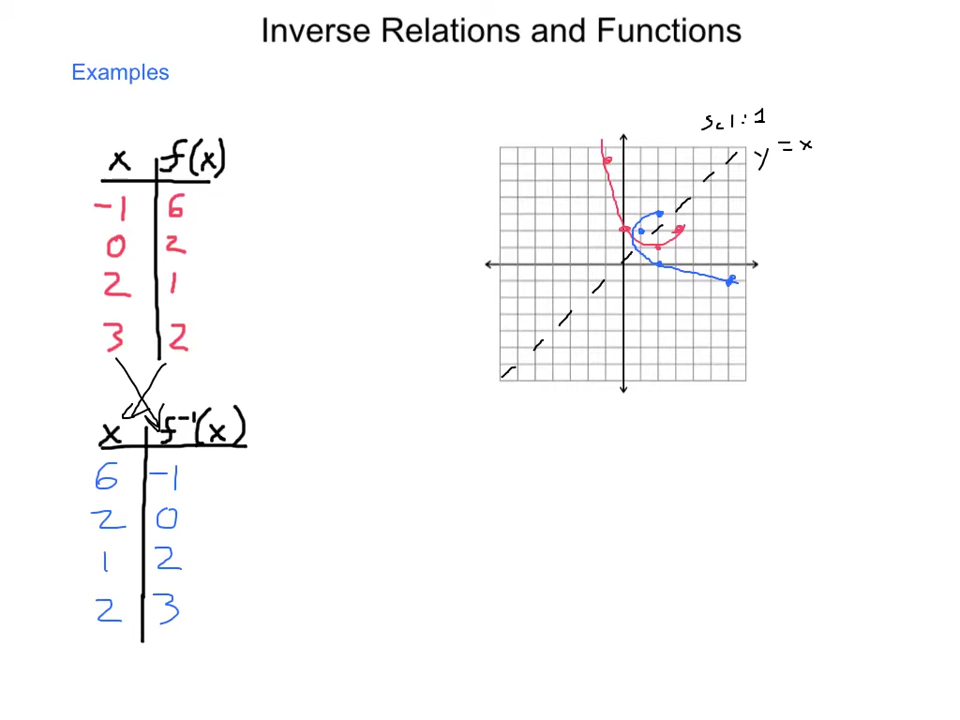 Inverse Relations and Functions
Examples
x f(x)
-1 6
0 2
2 1
3 2
x f⁻¹(x)
6 -1
2 0
1 2
2 3
Scl:1
y = x